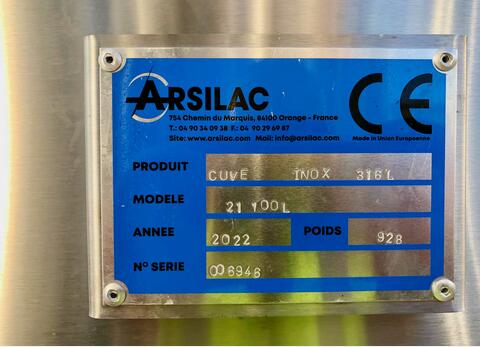 ARSILAC
754 Chemin du Marquis, 84100 Orange - France
T.: 04 90 34 09 38 F.: 04 90 29 69 87
Site: www.arsilac.com Mail: info@arsilac.com
CE
Made in Union Européenne
PRODUIT CUVE INOX 316L
MODELE 21 100L
ANNEE 2022 POIDS 928
N° SERIE 006946